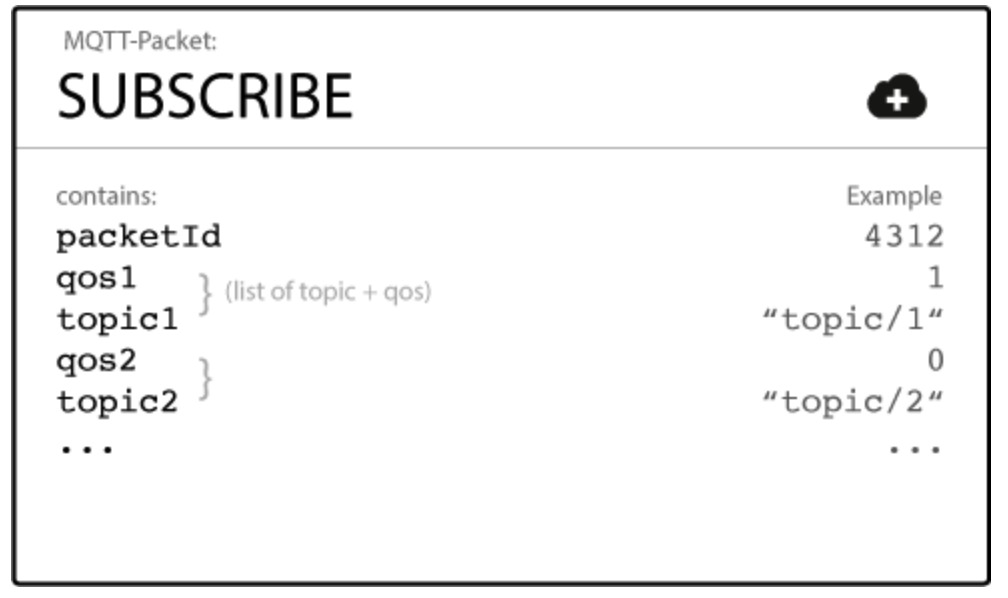 MQTT-Packet:
SUBSCRIBE
contains: Example
packetId 4312
qos1 1
} (list of topic + qos)
topic1 “topic/1“
qos2 0
}
topic2 “topic/2“
... ...